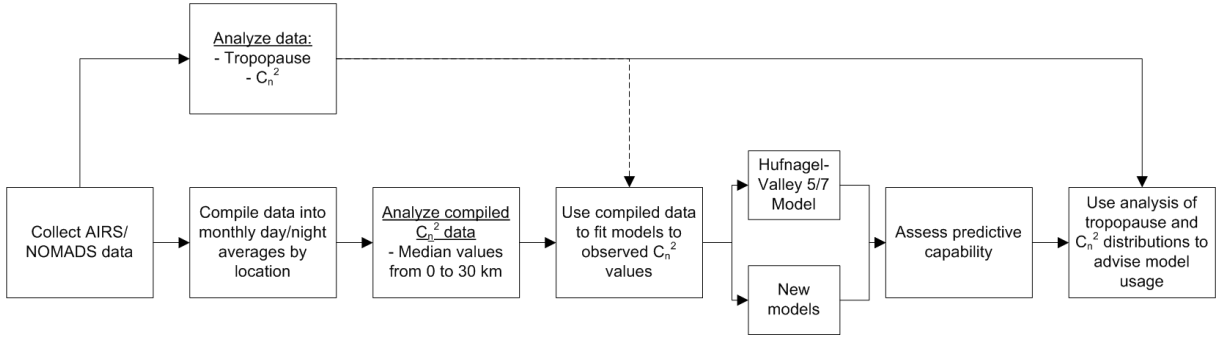 Analyze data:
- Tropopause
- Cₙ²
Collect AIRS/
NOMADS data
Compile data into
monthly day/night
averages by
location
Analyze compiled
Cₙ² data
- Median values
from 0 to 30 km
Use compiled data
to fit models to
observed Cₙ²
values
Hufnagel-
Valley 5/7
Model
New
models
Assess predictive
capability
Use analysis of
tropopause and
Cₙ² distributions to
advise model
usage